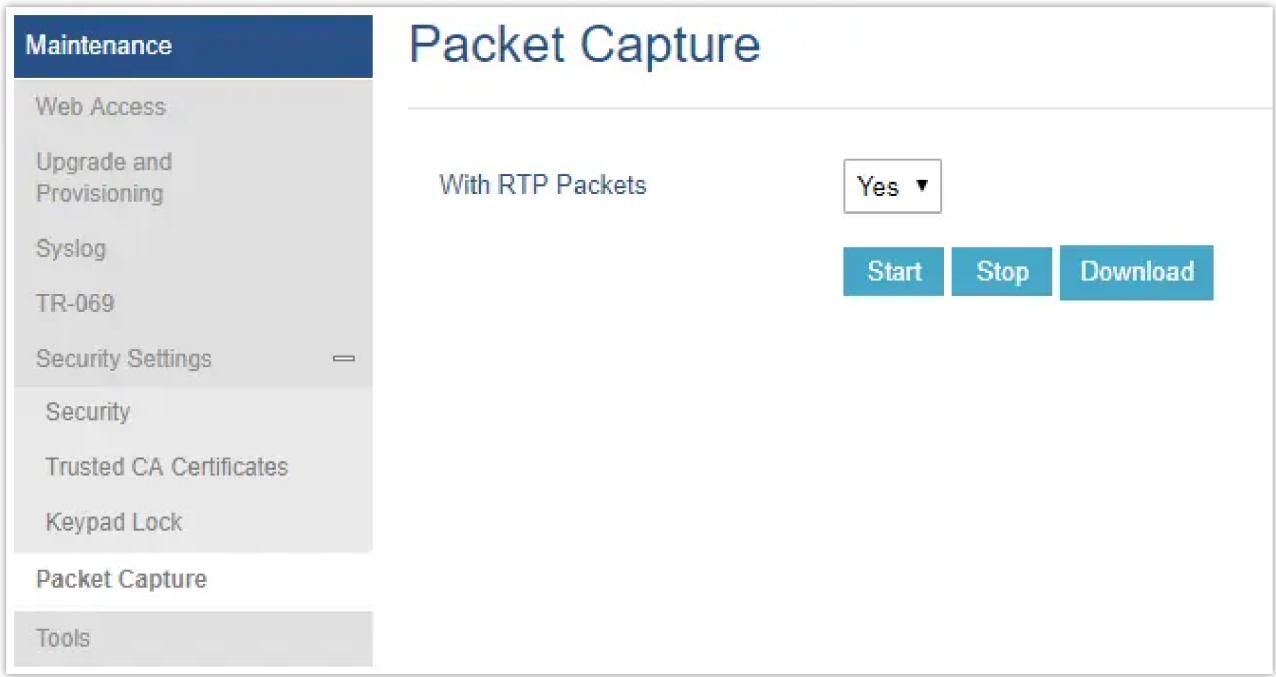 Maintenance
Web Access
Upgrade and
Provisioning
Syslog
TR-069
Security Settings
Security
Trusted CA Certificates
Keypad Lock
Packet Capture
Tools
Packet Capture
With RTP Packets
Yes
Start
Stop
Download